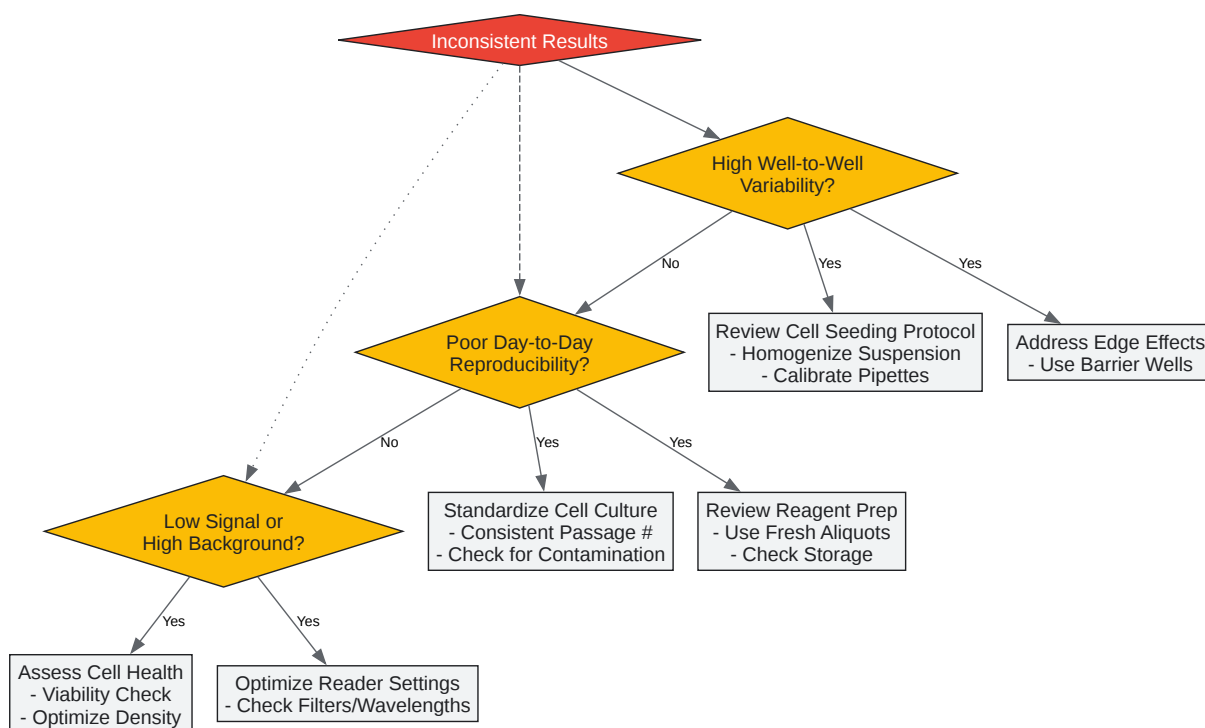 Inconsistent Results
High Well-to-Well
Variability?
No
Yes
Yes
Poor Day-to-Day
Reproducibility?
Review Cell Seeding Protocol
- Homogenize Suspension
- Calibrate Pipettes
Address Edge Effects
- Use Barrier Wells
No
Yes
Yes
Low Signal or
High Background?
Standardize Cell Culture
- Consistent Passage #
- Check for Contamination
Review Reagent Prep
- Use Fresh Aliquots
- Check Storage
Yes
Yes
Assess Cell Health
- Viability Check
- Optimize Density
Optimize Reader Settings
- Check Filters/Wavelengths